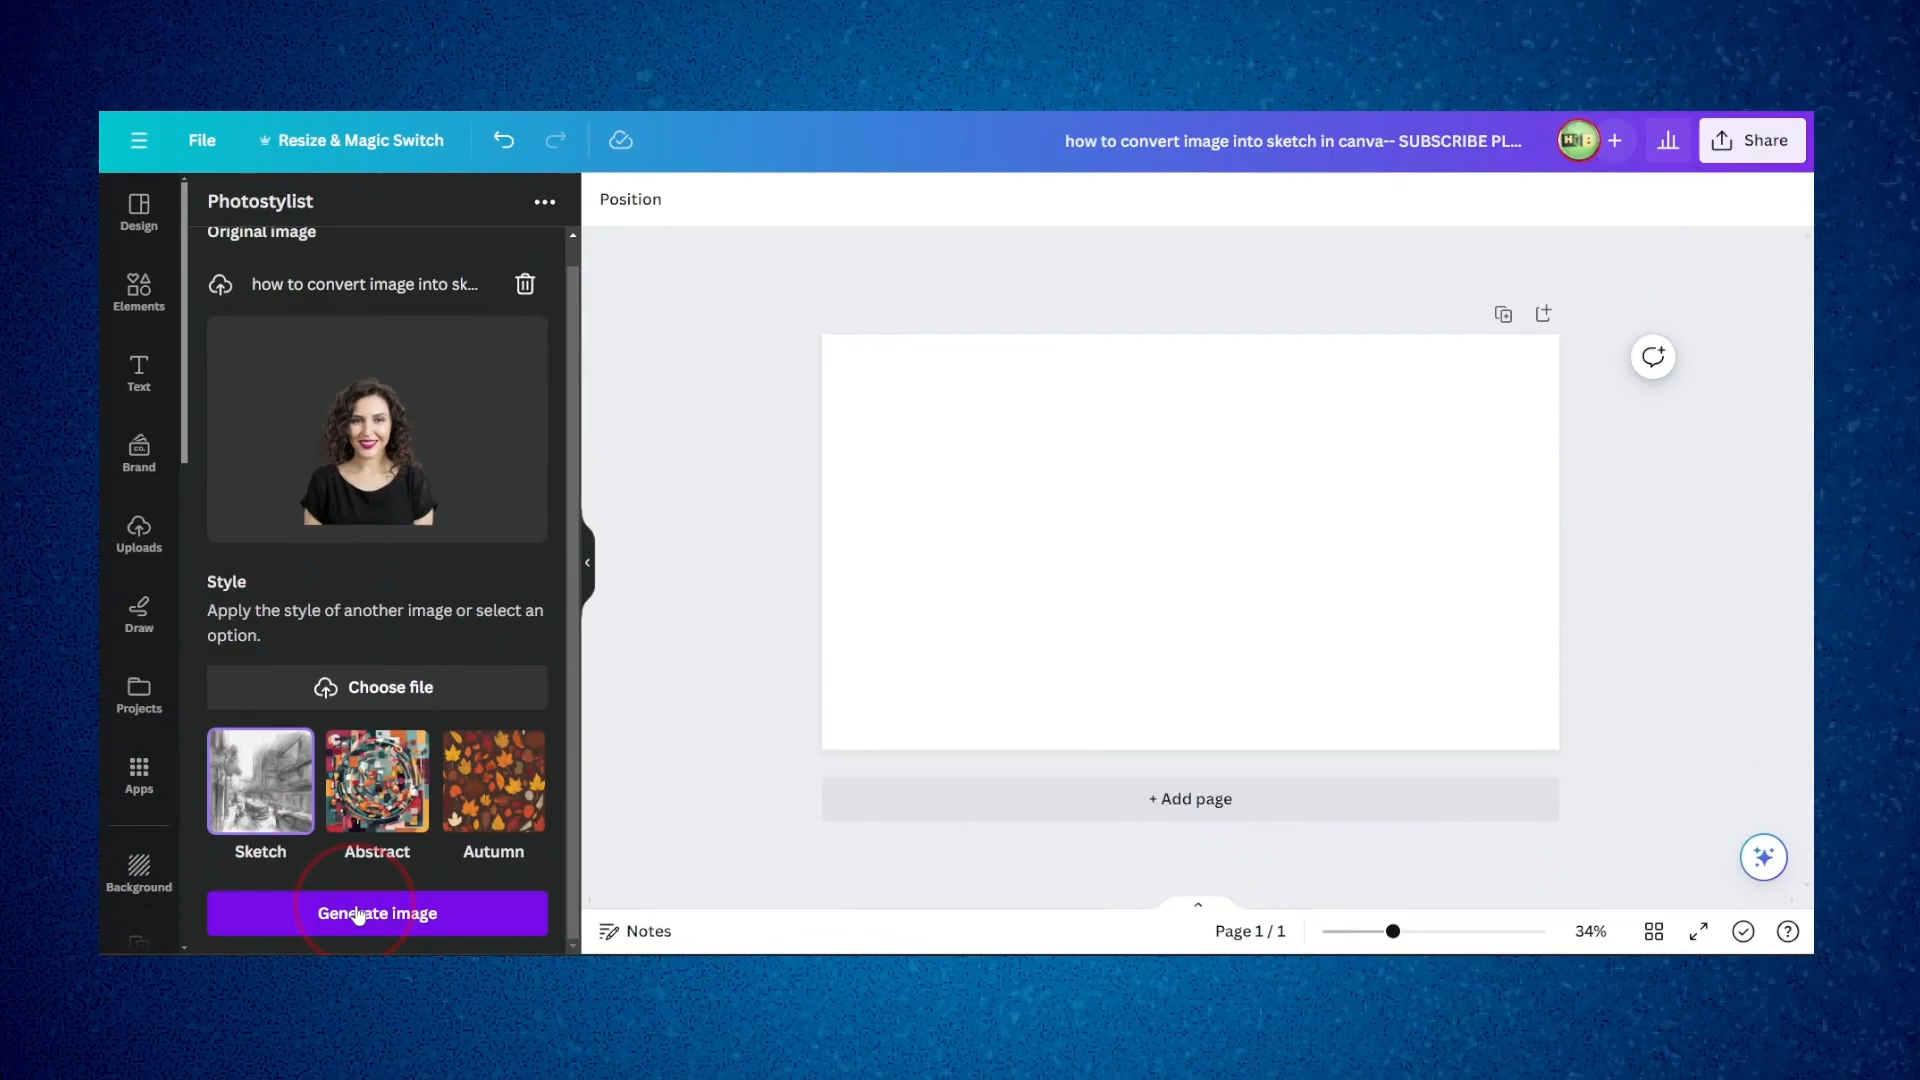 File
Resize & Magic Switch
how to convert image into sketch in canva-- SUBSCRIBE PL...
Share
Design
Elements
Text
Brand
Uploads
Draw
Projects
Apps
Background
Photostylist
Original image
how to convert image into sk...
Style
Apply the style of another image or select an
option.
Choose file
Sketch
Abstract
Autumn
Generate image
Position
+ Add page
Notes
Page 1 / 1
34%